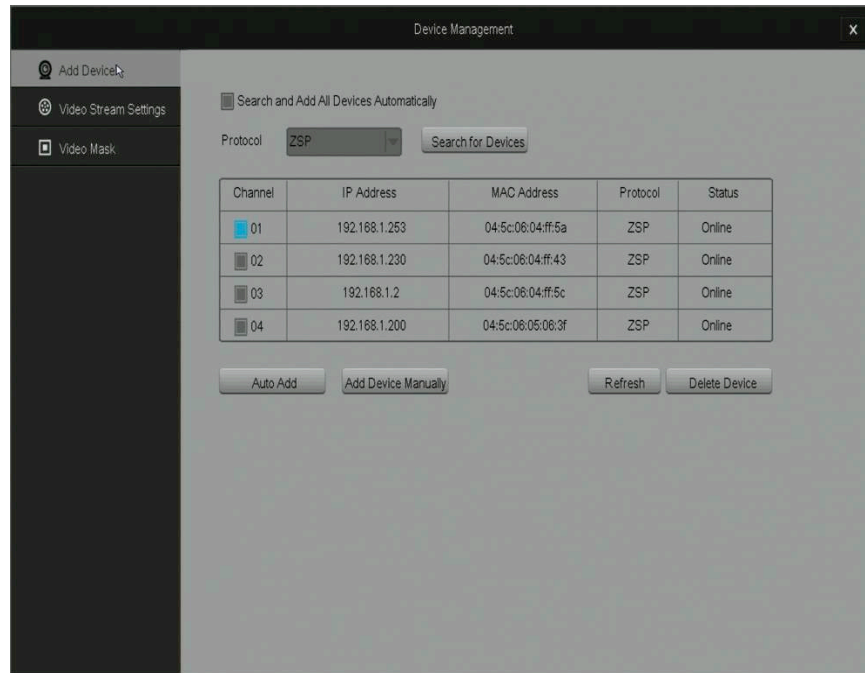 Device Management
X
Add Device
Video Stream Settings
Video Mask
Search and Add All Devices Automatically
Protocol ZSP Search for Devices
Channel IP Address MAC Address Protocol Status
01 192.168.1.253 04:5c:06:04:ff:5a ZSP Online
02 192.168.1.230 04:5c:06:04:ff:43 ZSP Online
03 192.168.1.2 04:5c:06:04:ff:5c ZSP Online
04 192.168.1.200 04:5c:06:05:06:3f ZSP Online
Auto Add Add Device Manually Refresh Delete Device